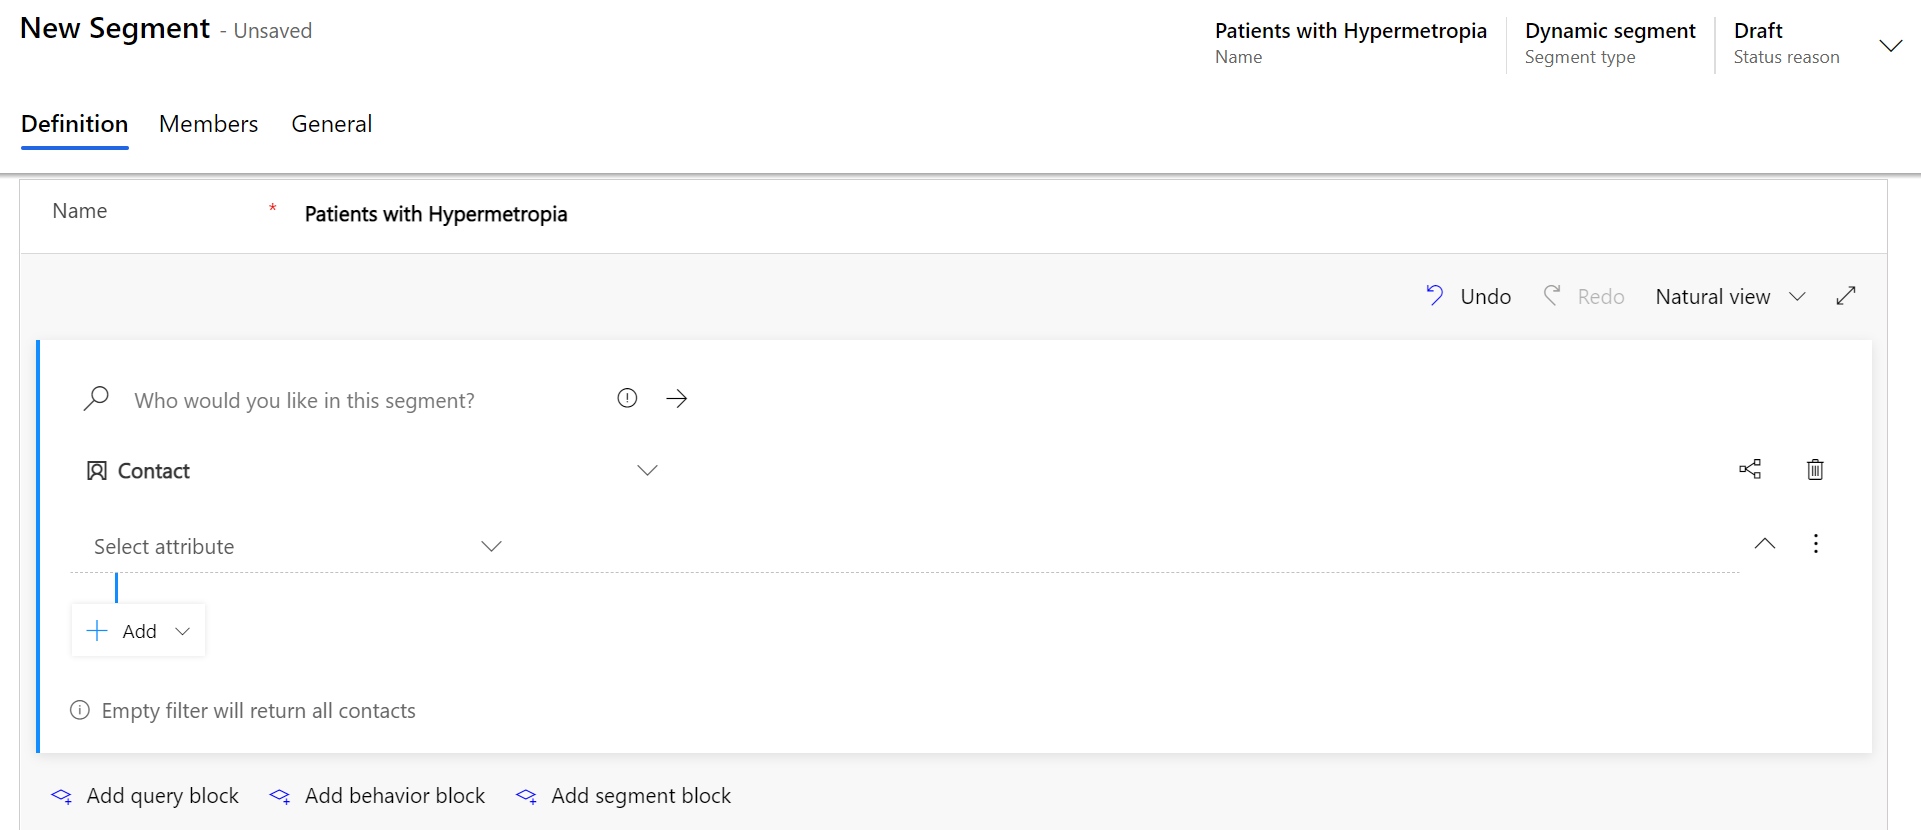 New Segment - Unsaved
Patients with Hypermetropia
Name
Dynamic segment
Segment type
Draft
Status reason
Definition Members General
Name * Patients with Hypermetropia
Undo Redo Natural view
Who would you like in this segment?
Contact
Select attribute
Add
Empty filter will return all contacts
Add query block Add behavior block Add segment block